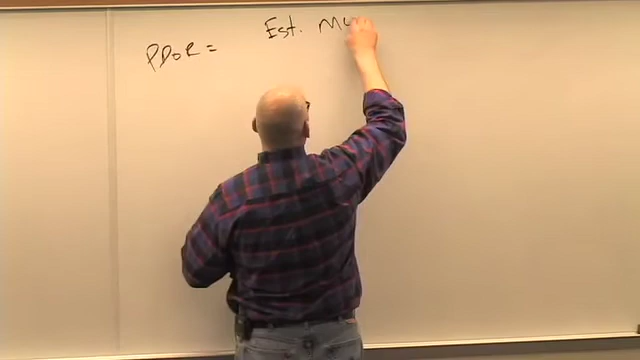 PDOR = Est.